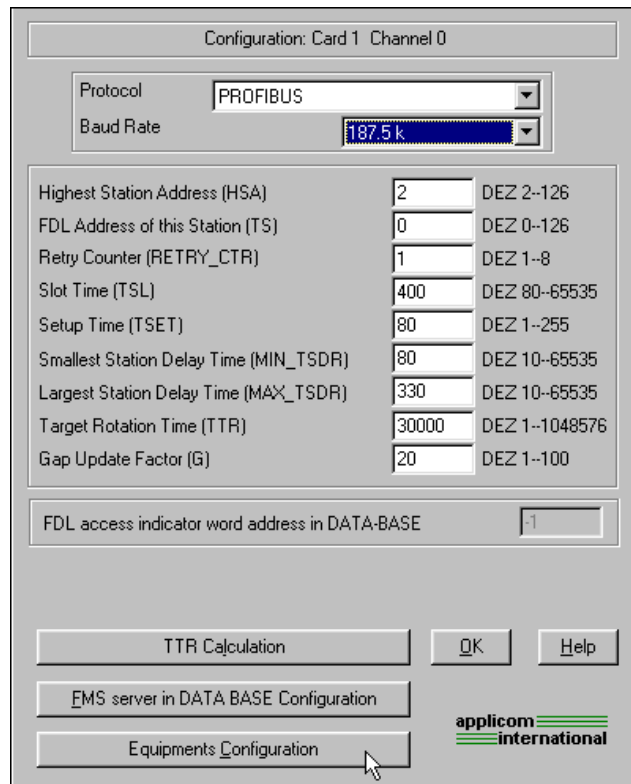 Configuration: Card 1 Channel 0
Protocol PROFIBUS
Baud Rate 187.5 k
Highest Station Address (HSA) 2 DEZ 2--126
FDL Address of this Station (TS) 0 DEZ 0--126
Retry Counter (RETRY_CTR) 1 DEZ 1--8
Slot Time (TSL) 400 DEZ 80--65535
Setup Time (TSET) 80 DEZ 1--255
Smallest Station Delay Time (MIN_TSDR) 80 DEZ 10--65535
Largest Station Delay Time (MAX_TSDR) 330 DEZ 10--65535
Target Rotation Time (TTR) 30000 DEZ 1--1048576
Gap Update Factor (G) 20 DEZ 1--100
FDL access indicator word address in DATA-BASE -1
TTR Calculation OK Help
FMS server in DATA BASE Configuration
Equipments Configuration
applicom
international